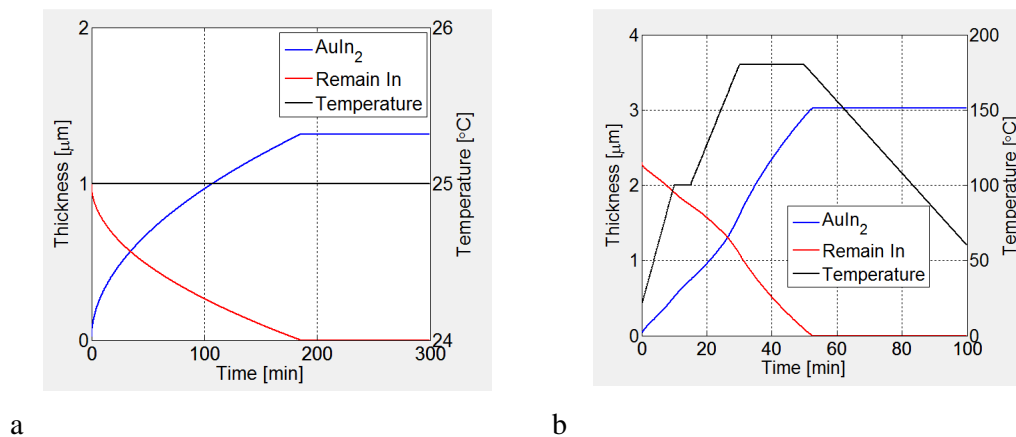 2
1
0
Thickness [μm]
26
25
24
Temperature [°C]
0
100
200
300
Time [min]
AuIn₂
Remain In
Temperature
a
4
3
2
1
0
Thickness [μm]
200
150
100
50
0
Temperature [°C]
0
20
40
60
80
100
Time [min]
AuIn₂
Remain In
Temperature
b